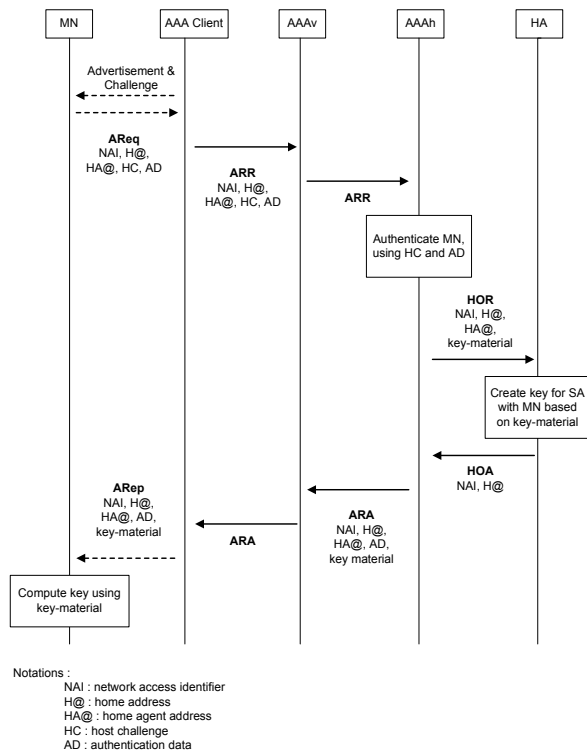 MN
AAA Client
AAAv
AAAh
HA
Advertisement &
Challenge
AReq
NAI, H@,
HA@, HC, AD
ARR
NAI, H@,
HA@, HC, AD
ARR
Authenticate MN,
using HC and AD
HOR
NAI, H@,
HA@,
key-material
Create key for SA
with MN based
on key-material
HOA
NAI, H@
ARA
NAI, H@,
HA@, AD,
key material
ARA
ARep
NAI, H@,
HA@, AD,
key-material
Compute key using
key-material
Notations :
NAI : network access identifier
H@ : home address
HA@ : home agent address
HC : host challenge
AD : authentication data